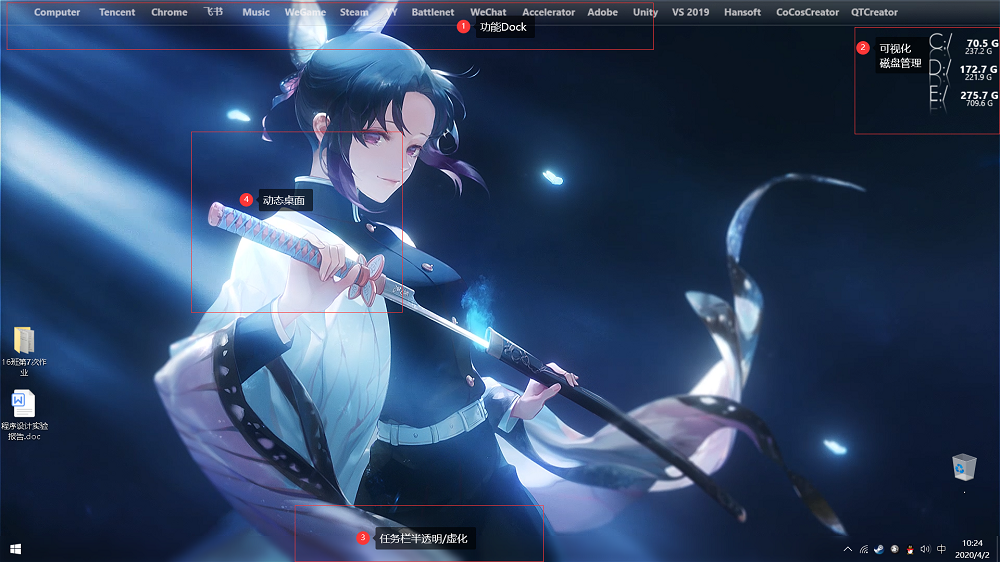 Computer Tencent Chrome 飞书 Music WeGame Steam YY Battlenet WeChat Accelerator Adobe Unity VS 2019 Hansoft CoCosCreator QTCreator
1 功能Dock
2 可视化
磁盘管理
C:/ 70.5 G
237.2 G
D:/ 172.7 G
221.9 G
E:/ 275.7 G
709.6 G
4 动态桌面
16班第7次作
业
程序设计实验
报告.doc
3 任务栏半透明/虚化
中
10:24
2020/4/2